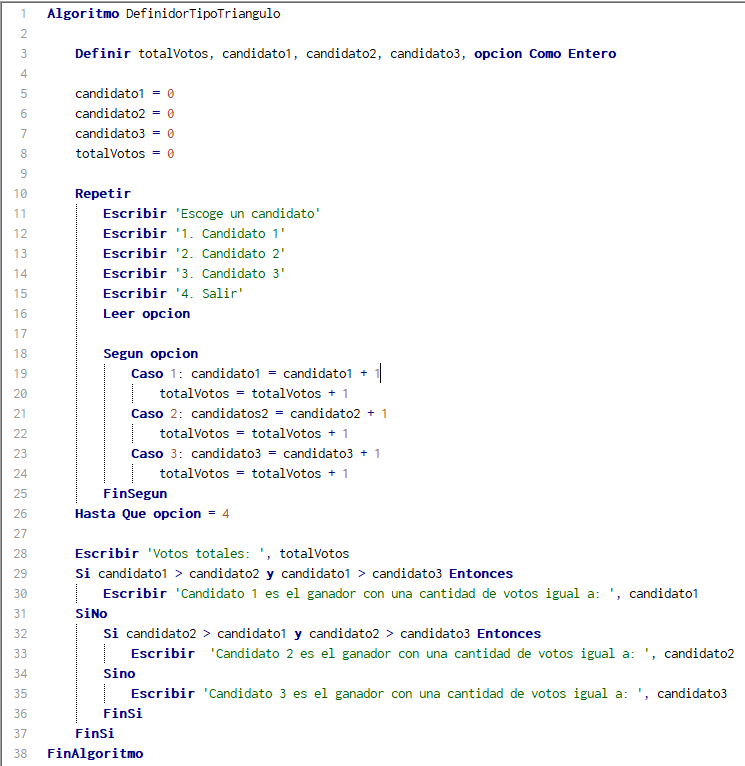 1 Algoritmo DefinidorTipoTriangulo
2
3 Definir totalVotos, candidato1, candidato2, candidato3, opcion Como Entero
4
5 candidato1 = 0
6 candidato2 = 0
7 candidato3 = 0
8 totalVotos = 0
9
10 Repetir
11 Escribir 'Escoge un candidato'
12 Escribir '1. Candidato 1'
13 Escribir '2. Candidato 2'
14 Escribir '3. Candidato 3'
15 Escribir '4. Salir'
16 Leer opcion
17
18 Segun opcion
19 Caso 1: candidato1 = candidato1 + 1
20 totalVotos = totalVotos + 1
21 Caso 2: candidatos2 = candidato2 + 1
22 totalVotos = totalVotos + 1
23 Caso 3: candidato3 = candidato3 + 1
24 totalVotos = totalVotos + 1
25 FinSegun
26 Hasta Que opcion = 4
27
28 Escribir 'Votos totales: ', totalVotos
29 Si candidato1 > candidato2 y candidato1 > candidato3 Entonces
30 Escribir 'Candidato 1 es el ganador con una cantidad de votos igual a: ', candidato1
31 SiNo
32 Si candidato2 > candidato1 y candidato2 > candidato3 Entonces
33 Escribir  'Candidato 2 es el ganador con una cantidad de votos igual a: ', candidato2
34 Sino
35 Escribir 'Candidato 3 es el ganador con una cantidad de votos igual a: ', candidato3
36 FinSi
37 FinSi
38 FinAlgoritmo